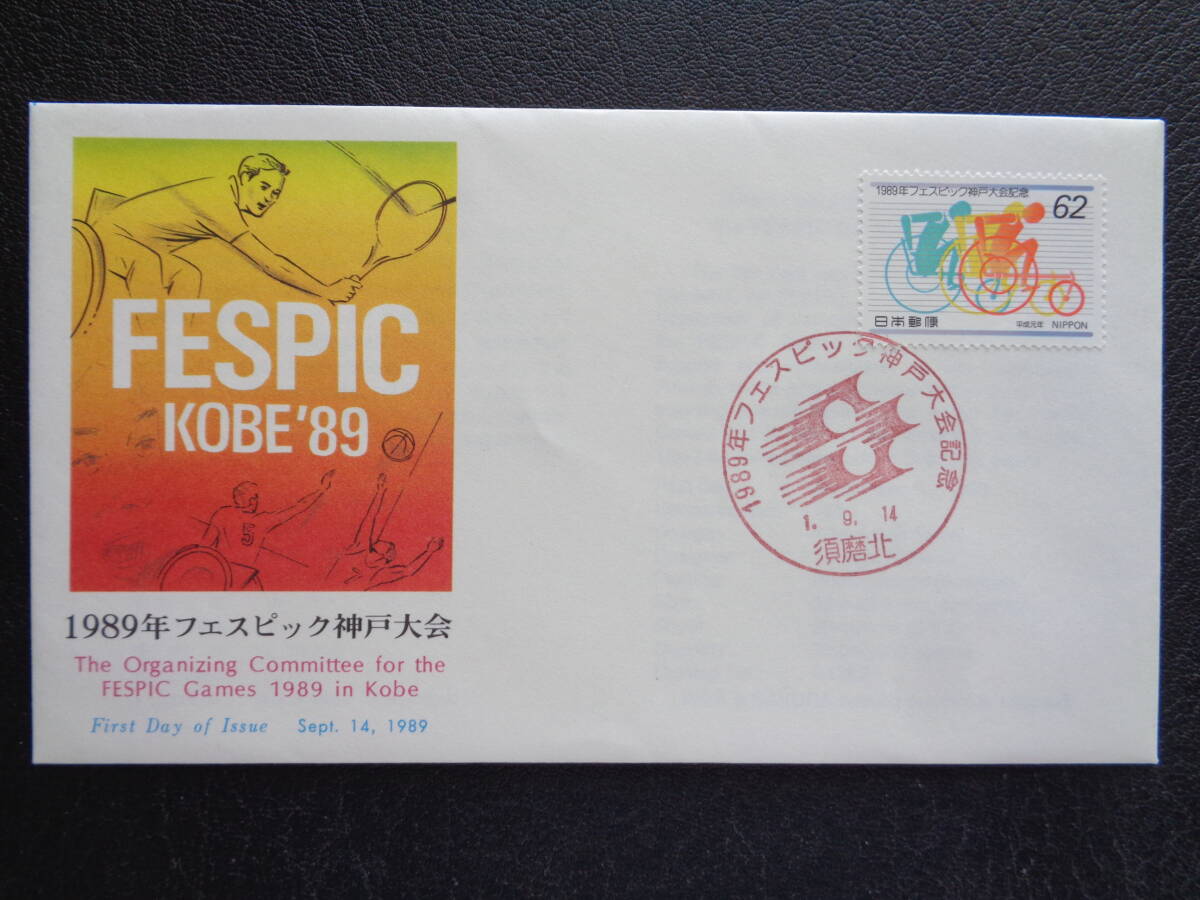 FESPIC
KOBE'89
5
1989年フェスピック神戸大会
The Organizing Committee for the
FESPIC Games 1989 in Kobe
First Day of Issue Sept. 14, 1989
1989年フェスピック神戸大会記念
62
日本郵便 平成元年 NIPPON
1989年フェスピック神戸大会記念
1. 9. 14
須磨北